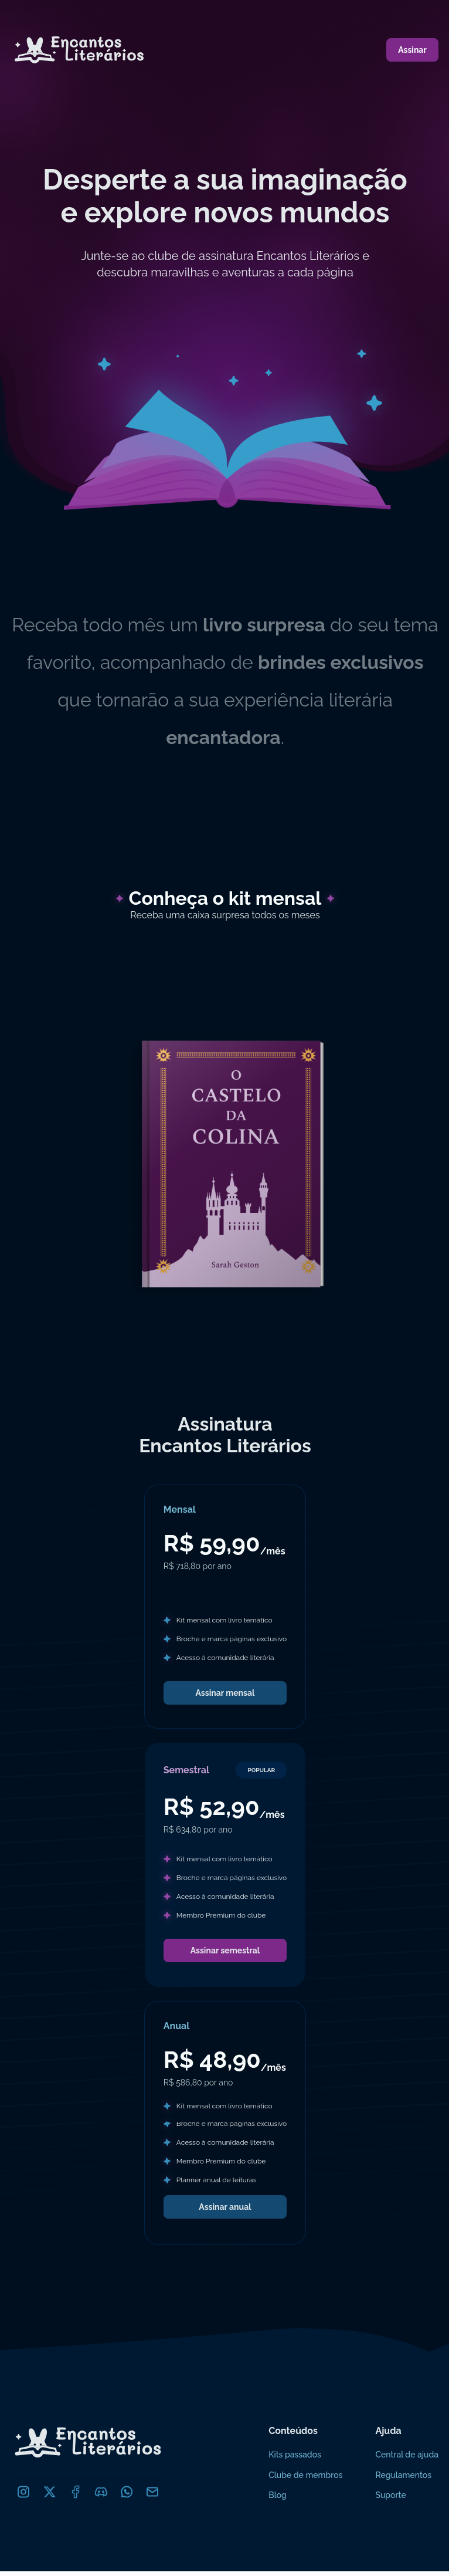 Encantos
Literários
Assinar
Desperte a sua imaginação
e explore novos mundos
Junte-se ao clube de assinatura Encantos Literários e
descubra maravilhas e aventuras a cada página
Receba todo mês um livro surpresa do seu tema
favorito, acompanhado de brindes exclusivos
que tornarão a sua experiência literária
encantadora.
Conheça o kit mensal
Receba uma caixa surpresa todos os meses
O
CASTELO
DA
COLINA
Sarah Geston
Assinatura
Encantos Literários
Mensal
R$ 59,90/mês
R$ 718,80 por ano
Kit mensal com livro temático
Broche e marca páginas exclusivo
Acesso à comunidade literária
Assinar mensal
Semestral
POPULAR
R$ 52,90/mês
R$ 634,80 por ano
Kit mensal com livro temático
Broche e marca páginas exclusivo
Acesso à comunidade literária
Membro Premium do clube
Assinar semestral
Anual
R$ 48,90/mês
R$ 586,80 por ano
Kit mensal com livro temático
Broche e marca páginas exclusivo
Acesso à comunidade literária
Membro Premium do clube
Planner anual de leituras
Assinar anual
Encantos
Literários
Conteúdos
Kits passados
Clube de membros
Blog
Ajuda
Central de ajuda
Regulamentos
Suporte